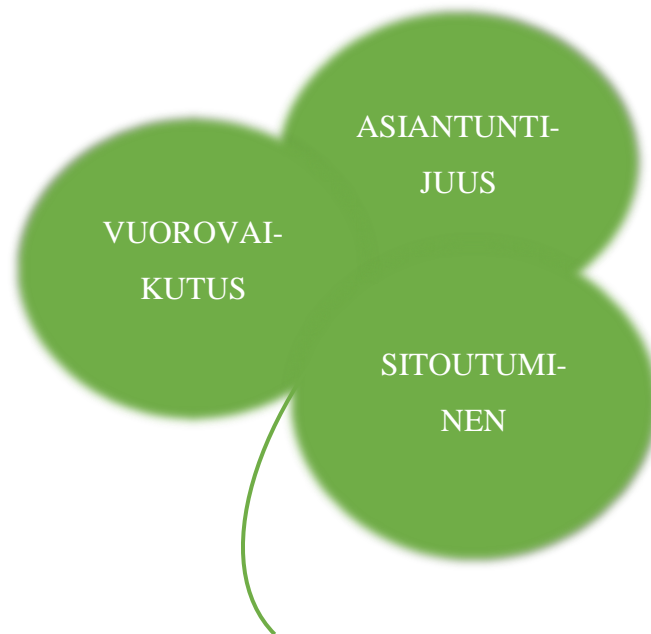 ASIANTUNTI-
JUUS
VUOROVAI-
KUTUS
SITOUTUMI-
NEN